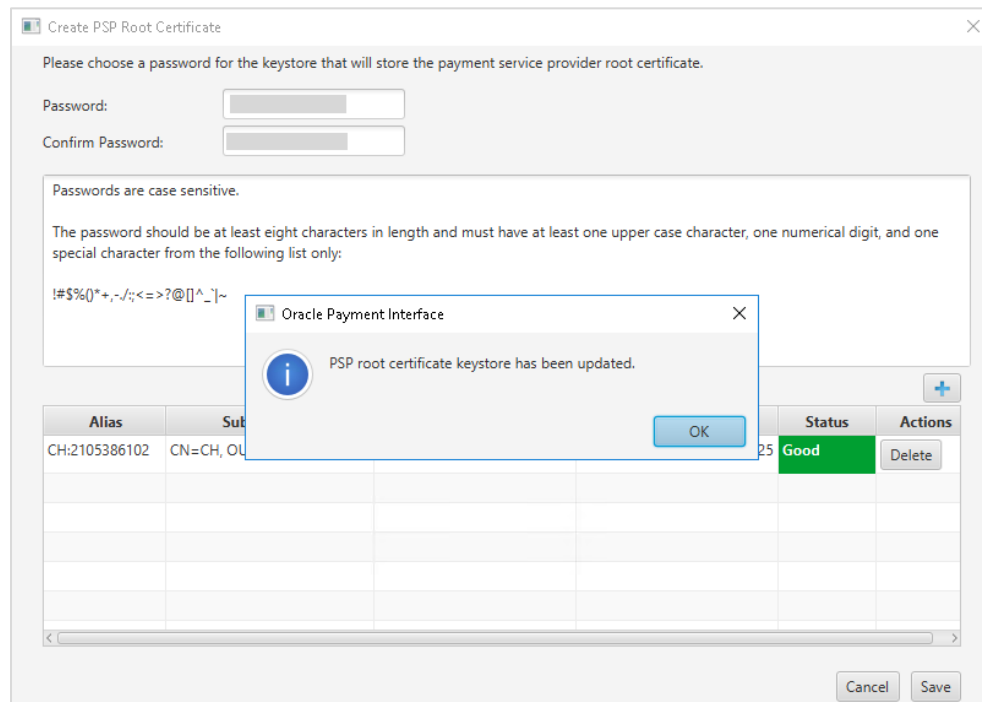 Create PSP Root Certificate
Please choose a password for the keystore that will store the payment service provider root certificate.
Password:
Confirm Password:
Passwords are case sensitive.
The password should be at least eight characters in length and must have at least one upper case character, one numerical digit, and one
special character from the following list only:
!#$%()*+,-./:;<=>?@[]^_`|~
Oracle Payment Interface
PSP root certificate keystore has been updated.
OK
Alias Status Actions
CH:2105386102 CN=CH, 25 Good Delete
Cancel Save